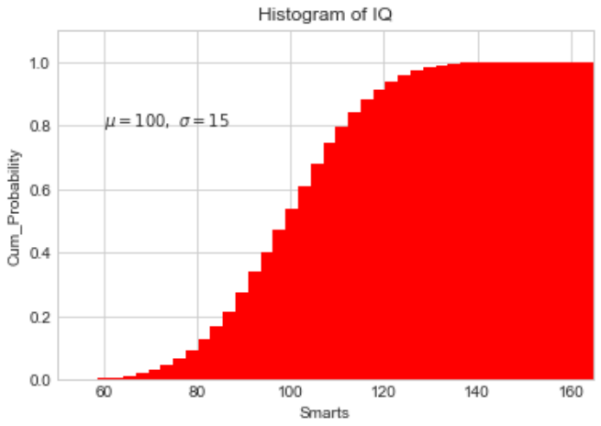 Histogram of IQ
1.0
0.8
0.6
0.4
0.2
0.0
Cum_Probability
μ = 100, σ = 15
60 80 100 120 140 160
Smarts